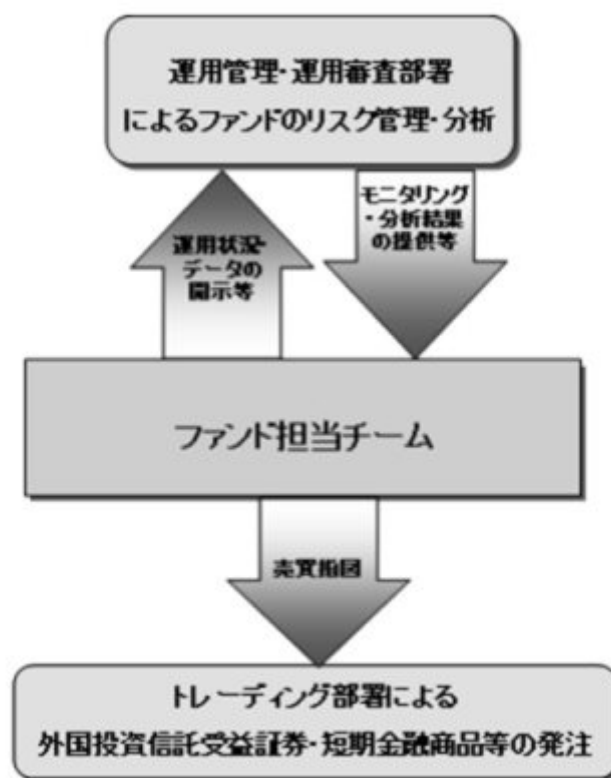 運用管理・運用審査部署
によるファンドのリスク管理・分析
運用状況・
データの
開示等
モニタリング
・分析結果
の提供等
ファンド担当チーム
売買指図
トレーディング部署による
外国投資信託受益証券・短期金融商品等の発注